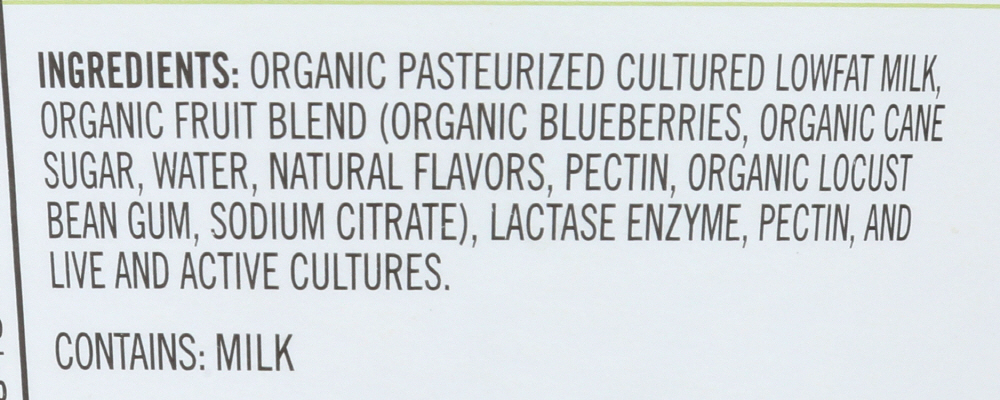 INGREDIENTS: ORGANIC PASTEURIZED CULTURED LOWFAT MILK,
ORGANIC FRUIT BLEND (ORGANIC BLUEBERRIES, ORGANIC CANE
SUGAR, WATER, NATURAL FLAVORS, PECTIN, ORGANIC LOCUST
BEAN GUM, SODIUM CITRATE), LACTASE ENZYME, PECTIN, AND
LIVE AND ACTIVE CULTURES.
CONTAINS: MILK